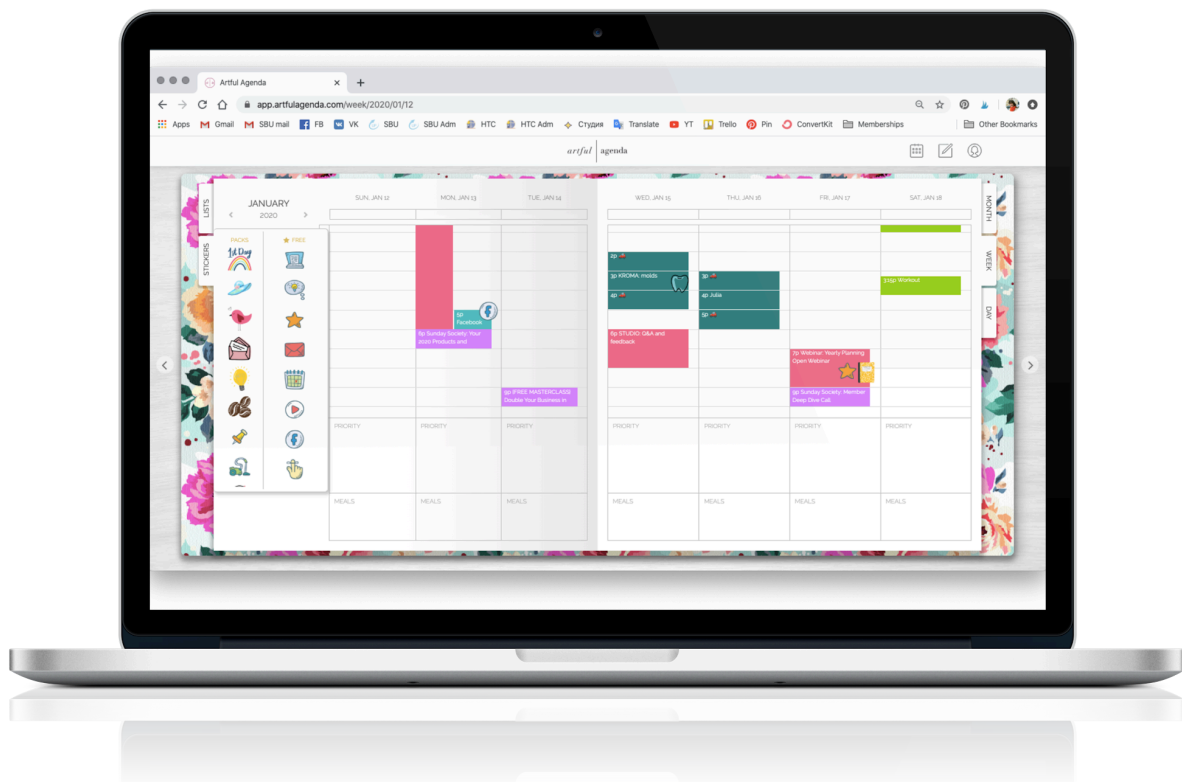 Artful Agenda
app.artfulagenda.com/week/2020/01/12
Apps Gmail SBU mail FB VK SBU SBU Adm HTC HTC Adm Студия Translate YT Trello Pin ConvertKit Memberships Other Bookmarks
artful agenda
LISTS
STICKERS
JANUARY
2020
PACKS FREE
1st Day
SUN, JAN 12 MON, JAN 13 TUE, JAN 14 WED, JAN 15 THU, JAN 16 FRI, JAN 17 SAT, JAN 18
MONTH
WEEK
DAY
5p
Facebook
6p Sunday Society: Your
2020 Products and
9p [FREE MASTERCLASS]
Double Your Business in
2p
3p KROMA: molds
4p
6p STUDIO: Q&A and
feedback
3p
4p Julia
5p
7p Webinar: Yearly Planning
Open Webinar
9p Sunday Society: Member
Deep Dive Call
3:15p Workout
PRIORITY PRIORITY PRIORITY PRIORITY PRIORITY PRIORITY PRIORITY
MEALS MEALS MEALS MEALS MEALS MEALS MEALS